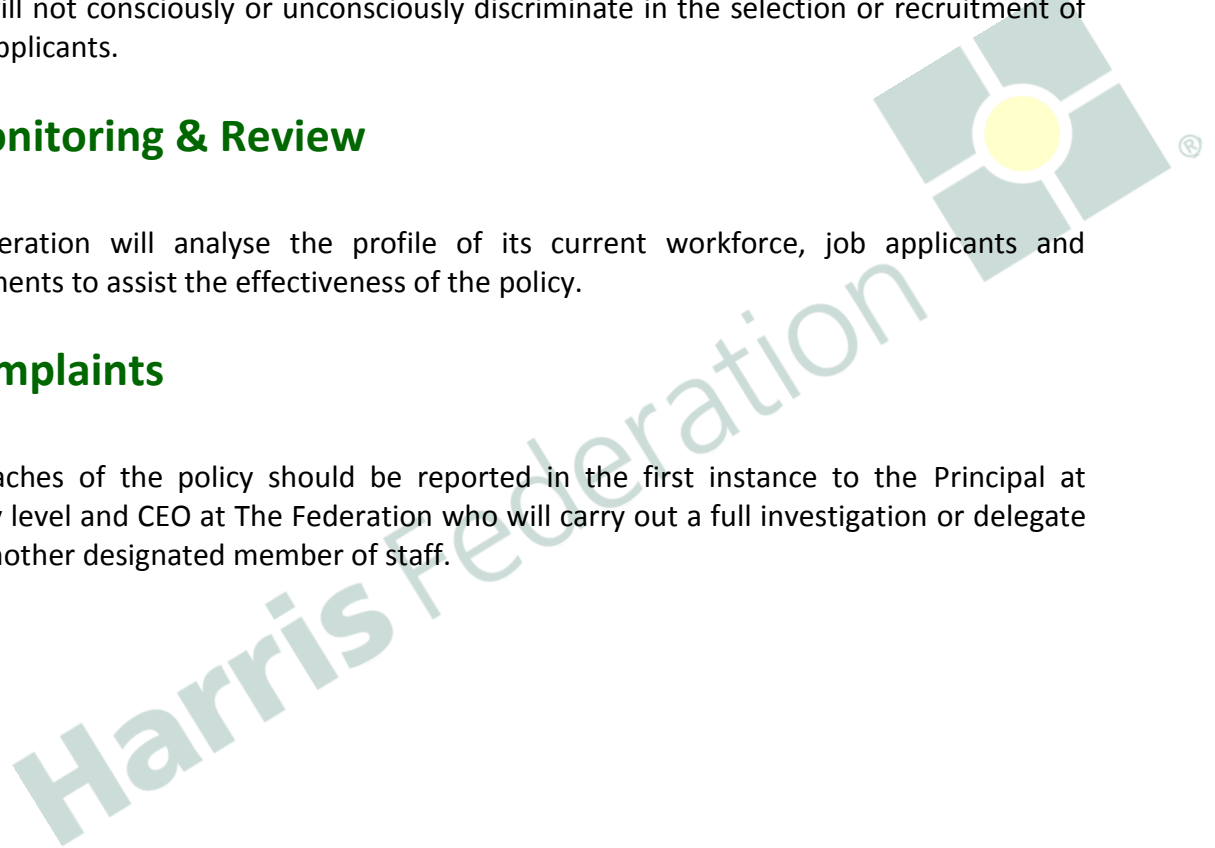 ill not consciously or unconsciously discriminate in the selection or recruitment of
pplicants.
onitoring & Review
eration will analyse the profile of its current workforce, job applicants and
ments to assist the effectiveness of the policy.
mplaints
aches of the policy should be reported in the first instance to the Principal at
y level and CEO at The Federation who will carry out a full investigation or delegate
nother designated member of staff.
Harris Federation
®